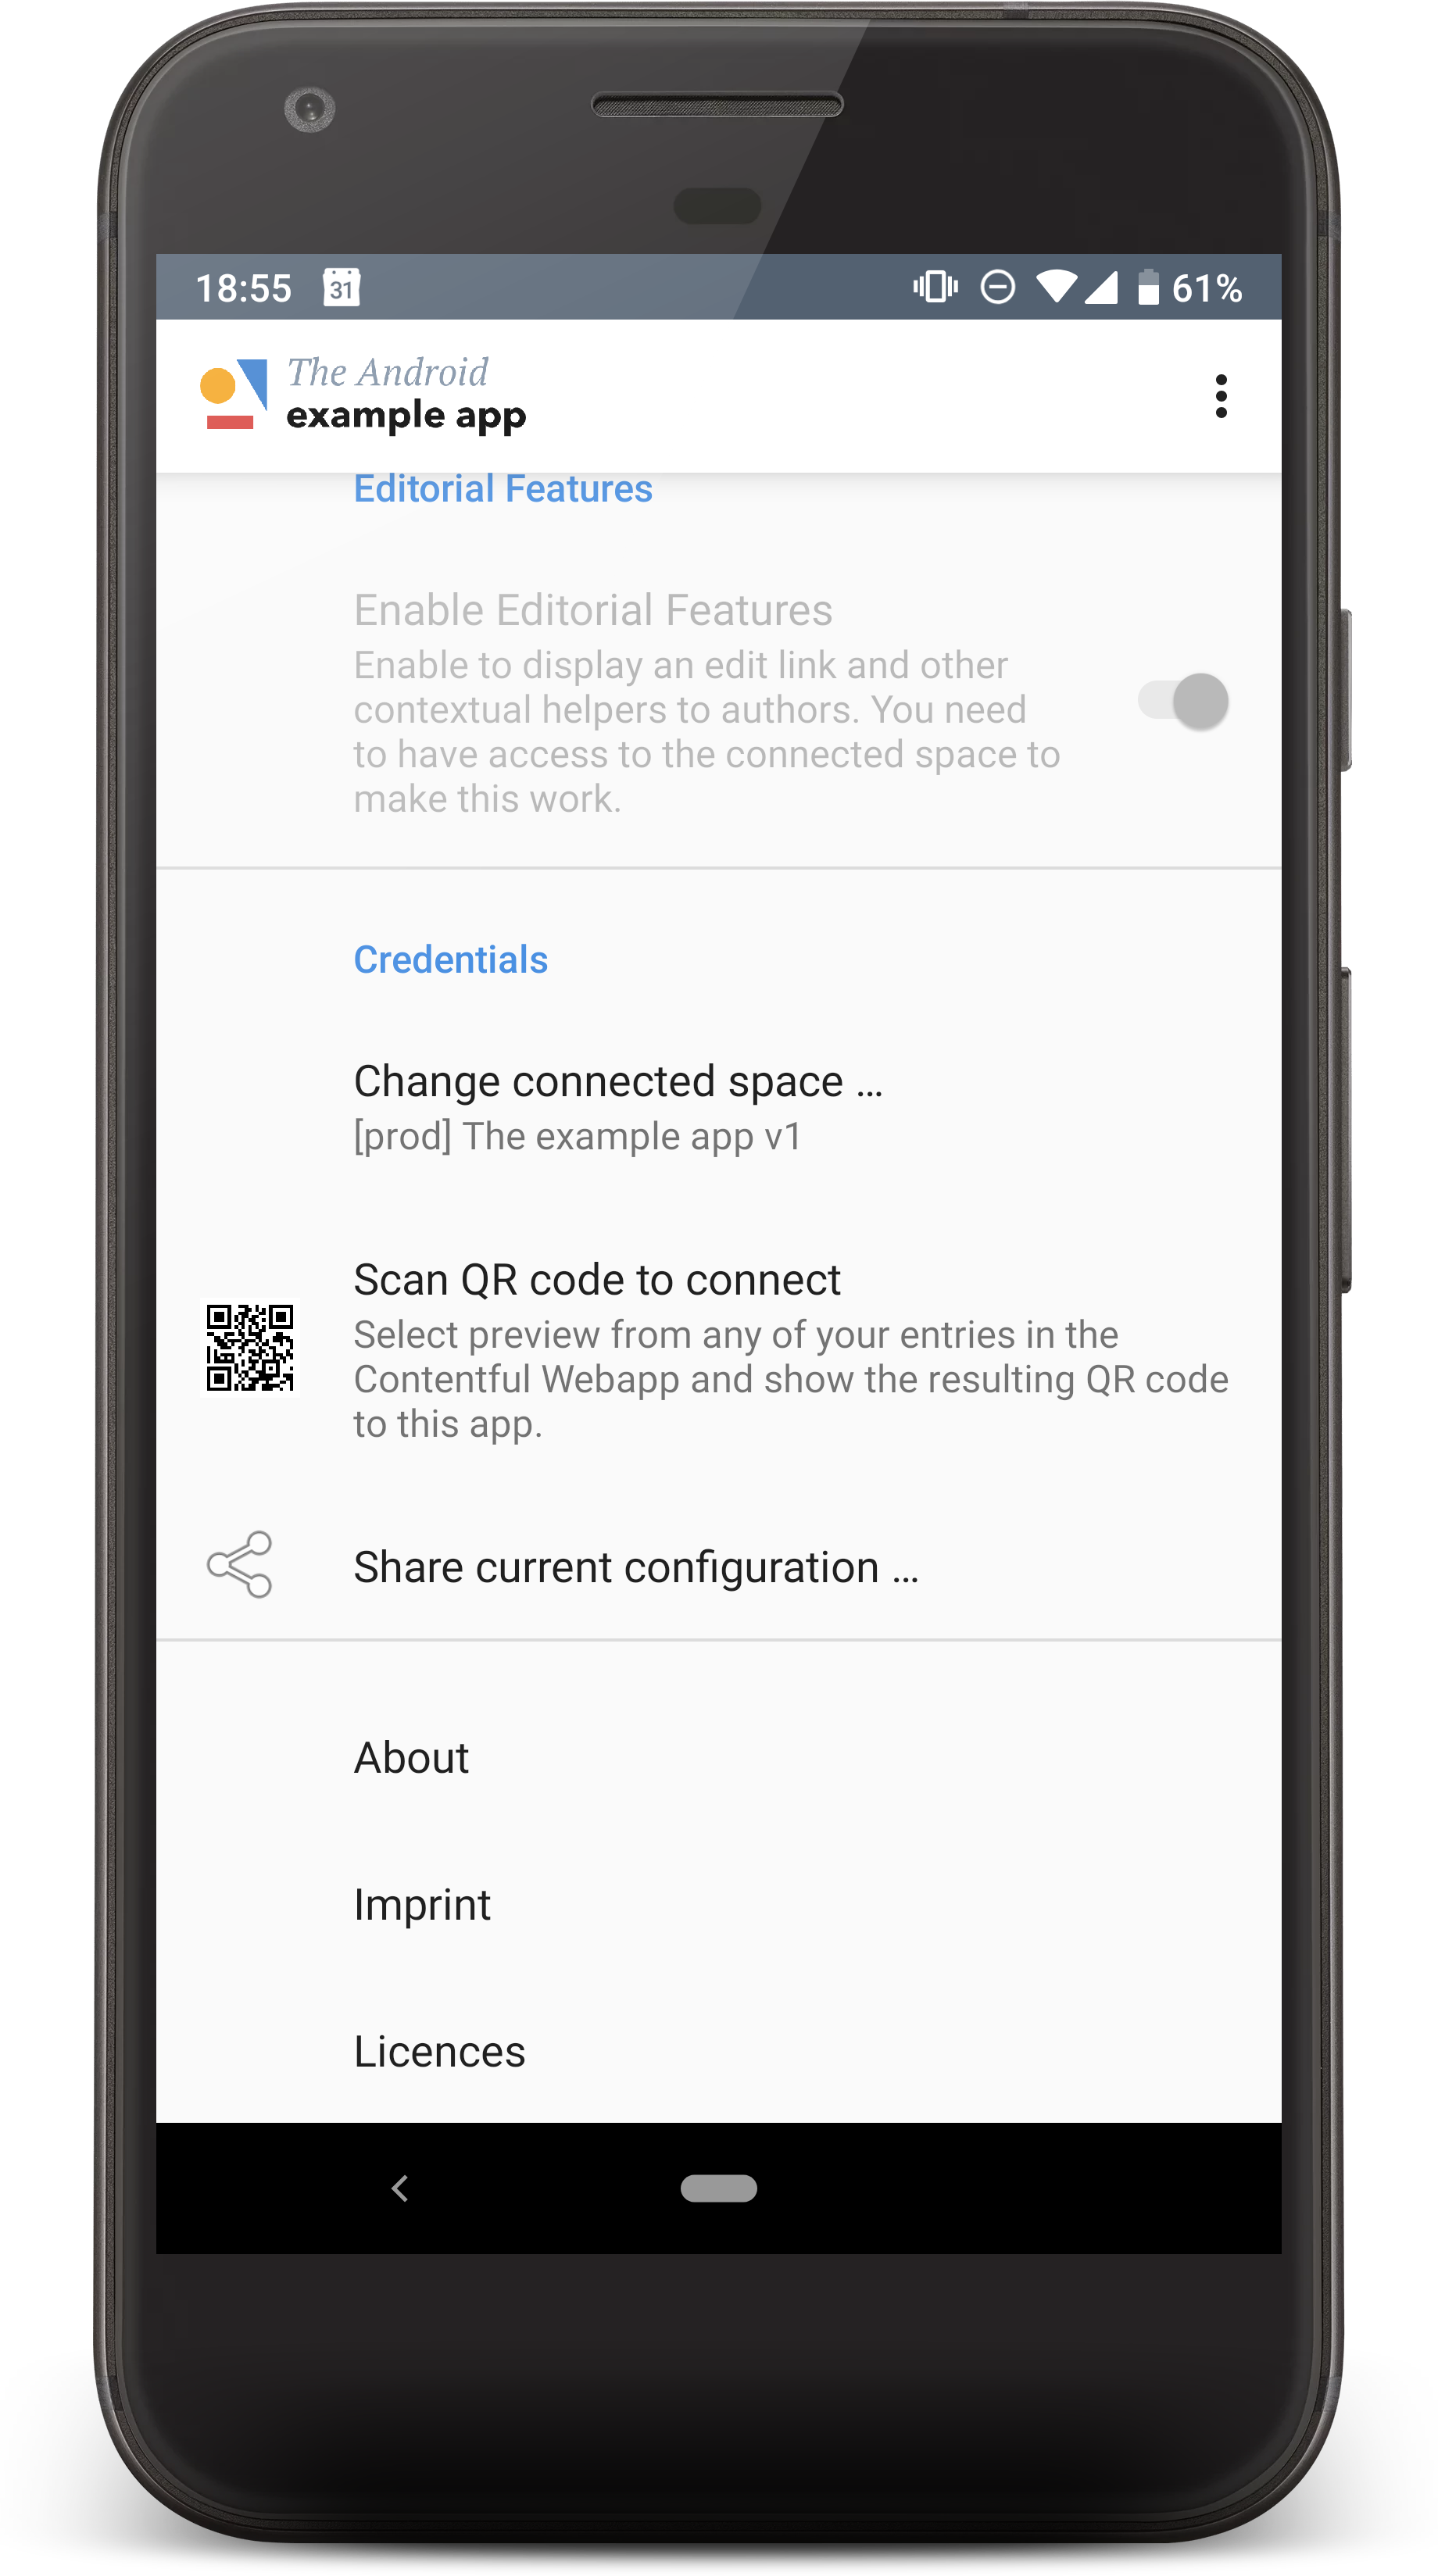 18:55 31 61%
The Android
example app
Editorial Features
Enable Editorial Features
Enable to display an edit link and other
contextual helpers to authors. You need
to have access to the connected space to
make this work.
Credentials
Change connected space ...
[prod] The example app v1
Scan QR code to connect
Select preview from any of your entries in the
Contentful Webapp and show the resulting QR code
to this app.
Share current configuration ...
About
Imprint
Licences